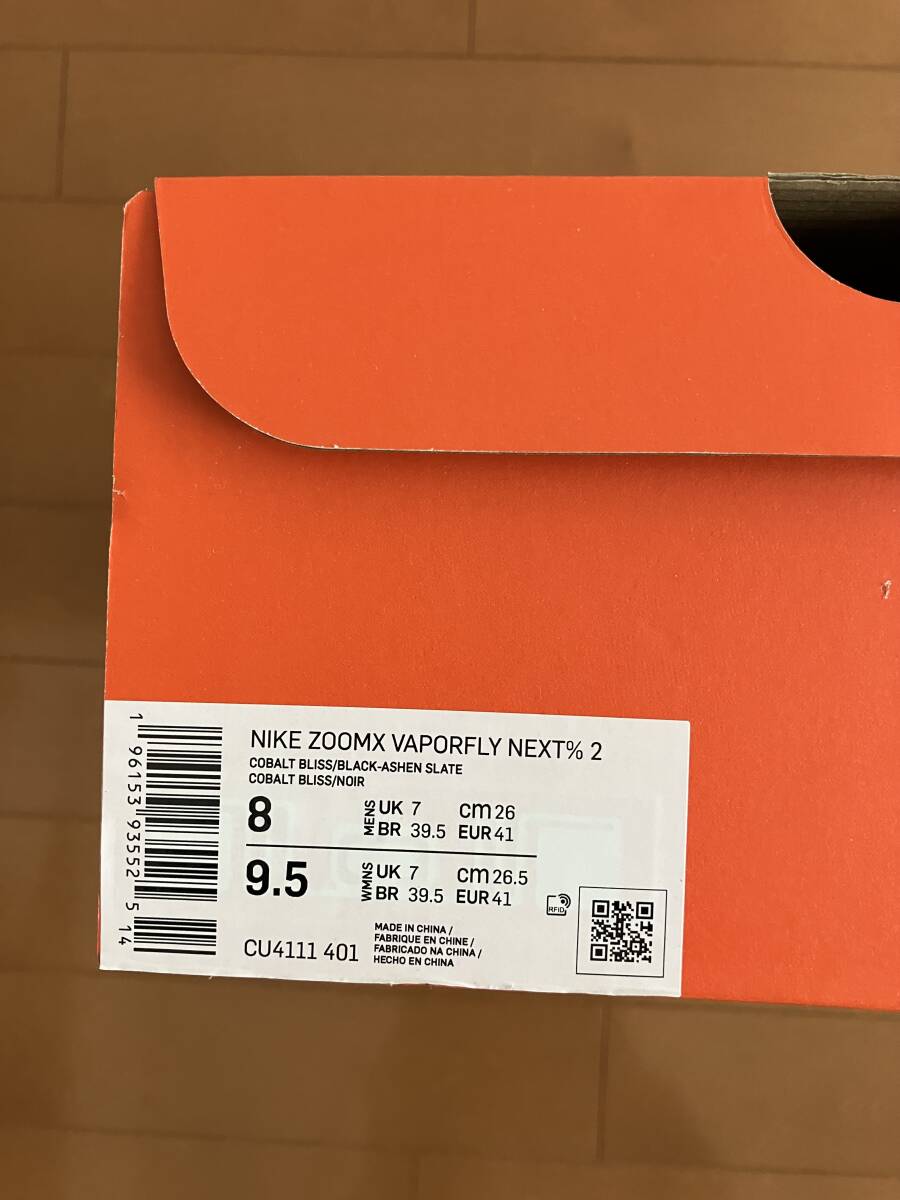 NIKE ZOOMX VAPORFLY NEXT% 2
COBALT BLISS/BLACK-ASHEN SLATE
COBALT BLISS/NOIR
8 MENS UK 7 cm 26
BR 39.5 EUR 41
9.5 WMNS UK 7 cm 26.5
BR 39.5 EUR 41
RFID
CU4111 401
MADE IN CHINA /
FABRIQUE EN CHINE /
FABRICADO NA CHINA /
HECHO EN CHINA
1 96153 93552 5 14